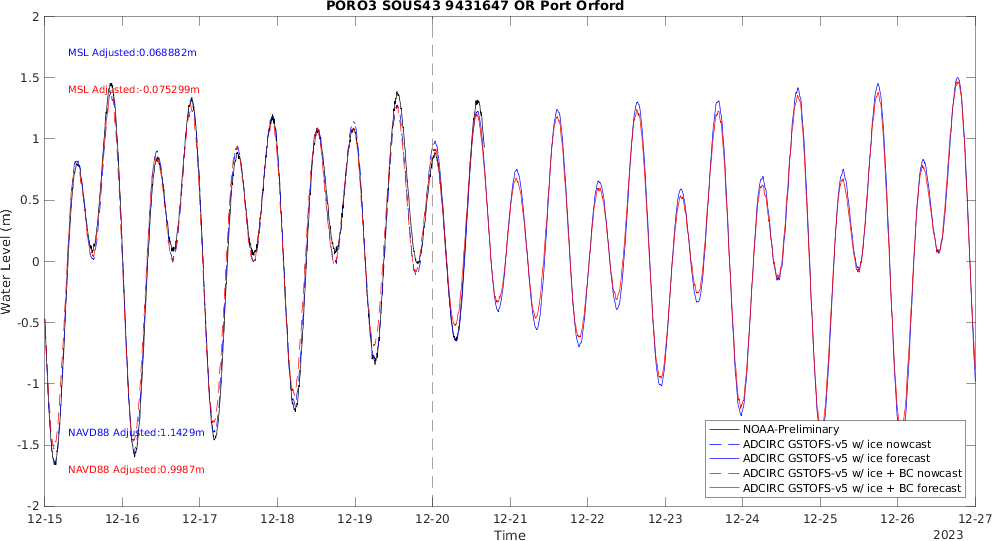 PORO3 SOUS43 9431647 OR Port Orford
MSL Adjusted:0.068882m
MSL Adjusted:-0.075299m
NAVD88 Adjusted:1.1429m
NAVD88 Adjusted:0.9987m
Water Level (m)
2
1.5
1
0.5
0
-0.5
-1
-1.5
-2
NOAA-Preliminary
ADCIRC GSTOFS-v5 w/ ice nowcast
ADCIRC GSTOFS-v5 w/ ice forecast
ADCIRC GSTOFS-v5 w/ ice + BC nowcast
ADCIRC GSTOFS-v5 w/ ice + BC forecast
12-15 12-16 12-17 12-18 12-19 12-20 12-21 12-22 12-23 12-24 12-25 12-26 12-27
Time
2023